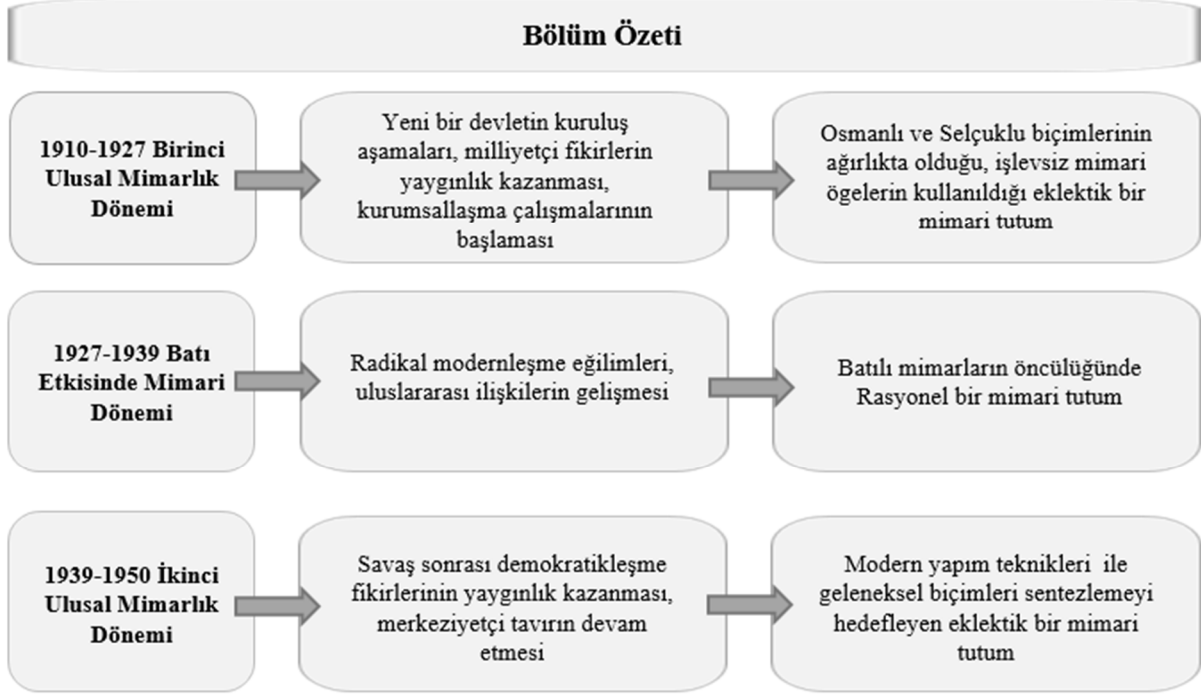 Bölüm Özeti
1910-1927 Birinci
Ulusal Mimarlık
Dönemi
Yeni bir devletin kuruluş
aşamaları, milliyetçi fikirlerin
yaygınlık kazanması,
kurumsallaşma çalışmalarının
başlaması
Osmanlı ve Selçuklu biçimlerinin
ağırlıkta olduğu, işlevsiz mimari
ögelerin kullanıldığı eklektik bir
mimari tutum
1927-1939 Batı
Etkisinde Mimari
Dönemi
Radikal modernleşme eğilimleri,
uluslararası ilişkilerin gelişmesi
Batılı mimarların öncülüğünde
Rasyonel bir mimari tutum
1939-1950 İkinci
Ulusal Mimarlık
Dönemi
Savaş sonrası demokratikleşme
fikirlerinin yaygınlık kazanması,
merkeziyetçi tavırın devam
etmesi
Modern yapım teknikleri ile
geleneksel biçimleri sentezlemeyi
hedefleyen eklektik bir mimari
tutum